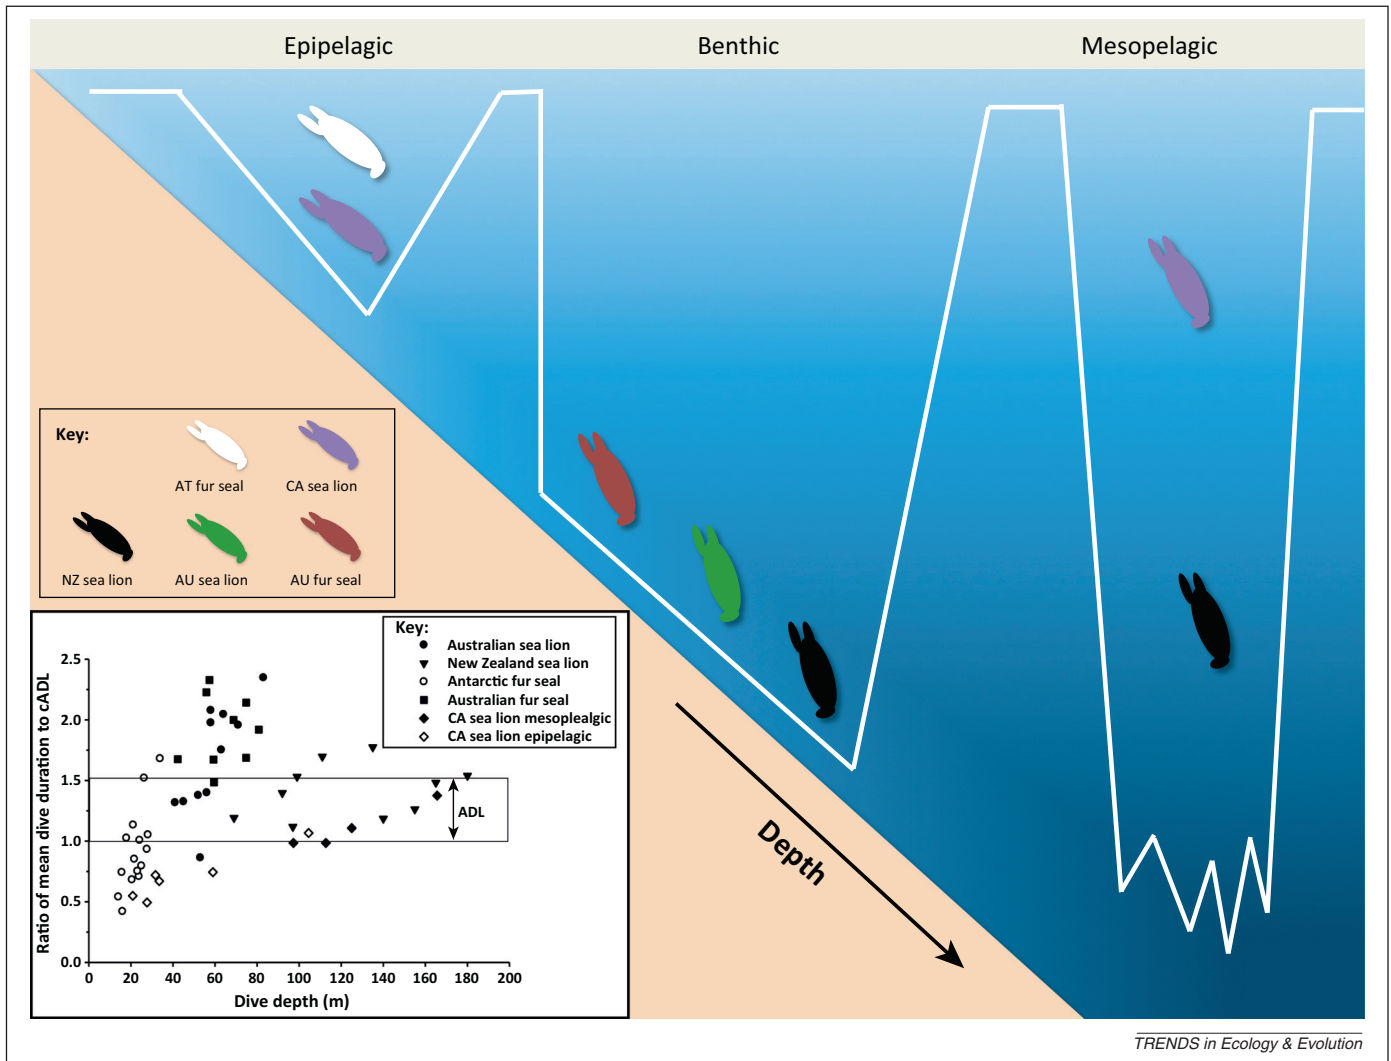 Epipelagic Benthic Mesopelagic
Key:
AT fur seal CA sea lion
NZ sea lion AU sea lion AU fur seal
Key:
Australian sea lion
New Zealand sea lion
Antarctic fur seal
Australian fur seal
CA sea lion mesoplealgic
CA sea lion epipelagic
Ratio of mean dive duration to cADL
2.5
2.0
1.5
1.0
0.5
0.0
ADL
0 20 40 60 80 100 120 140 160 180 200
Dive depth (m)
Depth
TRENDS in Ecology & Evolution